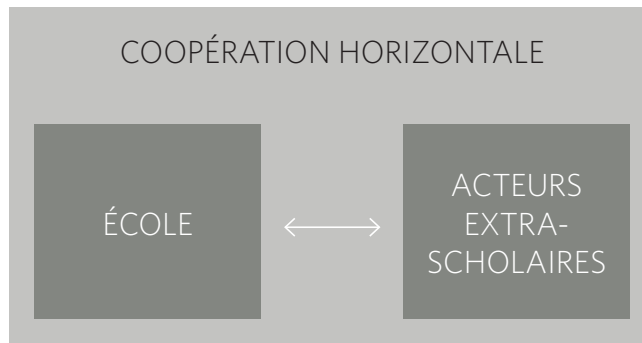 COOPÉRATION HORIZONTALE
ÉCOLE
ACTEURS
EXTRA-
SCHOLAIRES